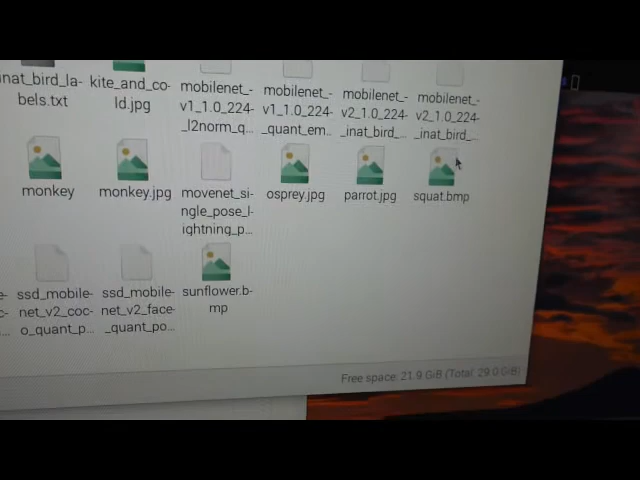 inat_bird_la-
bels.txt
kite_and_co-
ld.jpg
mobilenet_-
v1_1.0_224-
_l2norm_q...
mobilenet_-
v1_1.0_224-
_quant_em...
mobilenet_-
v2_1.0_224-
_inat_bird_...
mobilenet_-
v2_1.0_224-
_inat_bird_...
monkey
monkey.jpg
movenet_si-
ngle_pose_l-
ightning_p...
osprey.jpg
parrot.jpg
squat.bmp
ssd_mobile-
net_v2_coc-
o_quant_p...
ssd_mobile-
net_v2_face-
_quant_po...
sunflower.b-
mp
Free space: 21.9 GiB (Total: 29.0 GiB)